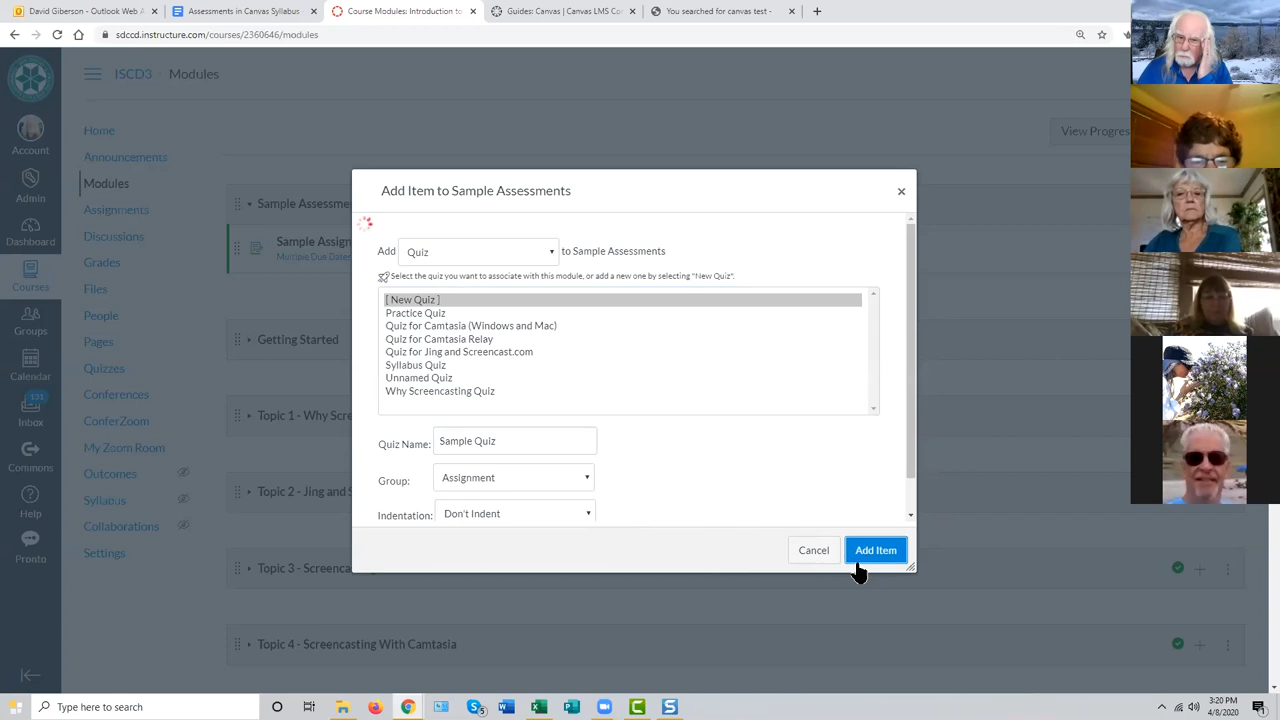 David Giberson - Outlook Web A
Assessments in Canvas Syllabus
Course Modules: Introduction to
Guides: Canvas | Canvas LMS Co
You searched for canvas test -
sdccd.instructure.com/courses/2360646/modules
ISCD3
Modules
Account
Admin
Dashboard
Courses
Groups
Calendar
131
Inbox
Commons
Help
Pronto
Home
Announcements
Modules
Assignments
Discussions
Grades
Files
People
Pages
Quizzes
Conferences
ConferZoom
My Zoom Room
Outcomes
Syllabus
Collaborations
Settings
View Progres
Sample Assessme
Sample Assign
Multiple Due Dates
Getting Started
Topic 1 - Why Scre
Topic 2 - Jing and S
Topic 3 - Screenca
Topic 4 - Screencasting With Camtasia
Add Item to Sample Assessments
Add Quiz to Sample Assessments
Select the quiz you want to associate with this module, or add a new one by selecting "New Quiz".
[ New Quiz ]
Practice Quiz
Quiz for Camtasia (Windows and Mac)
Quiz for Camtasia Relay
Quiz for Jing and Screencast.com
Syllabus Quiz
Unnamed Quiz
Why Screencasting Quiz
Quiz Name: Sample Quiz
Group: Assignment
Indentation: Don't Indent
Cancel
Add Item
Type here to search
5
3:20 PM
4/8/2020